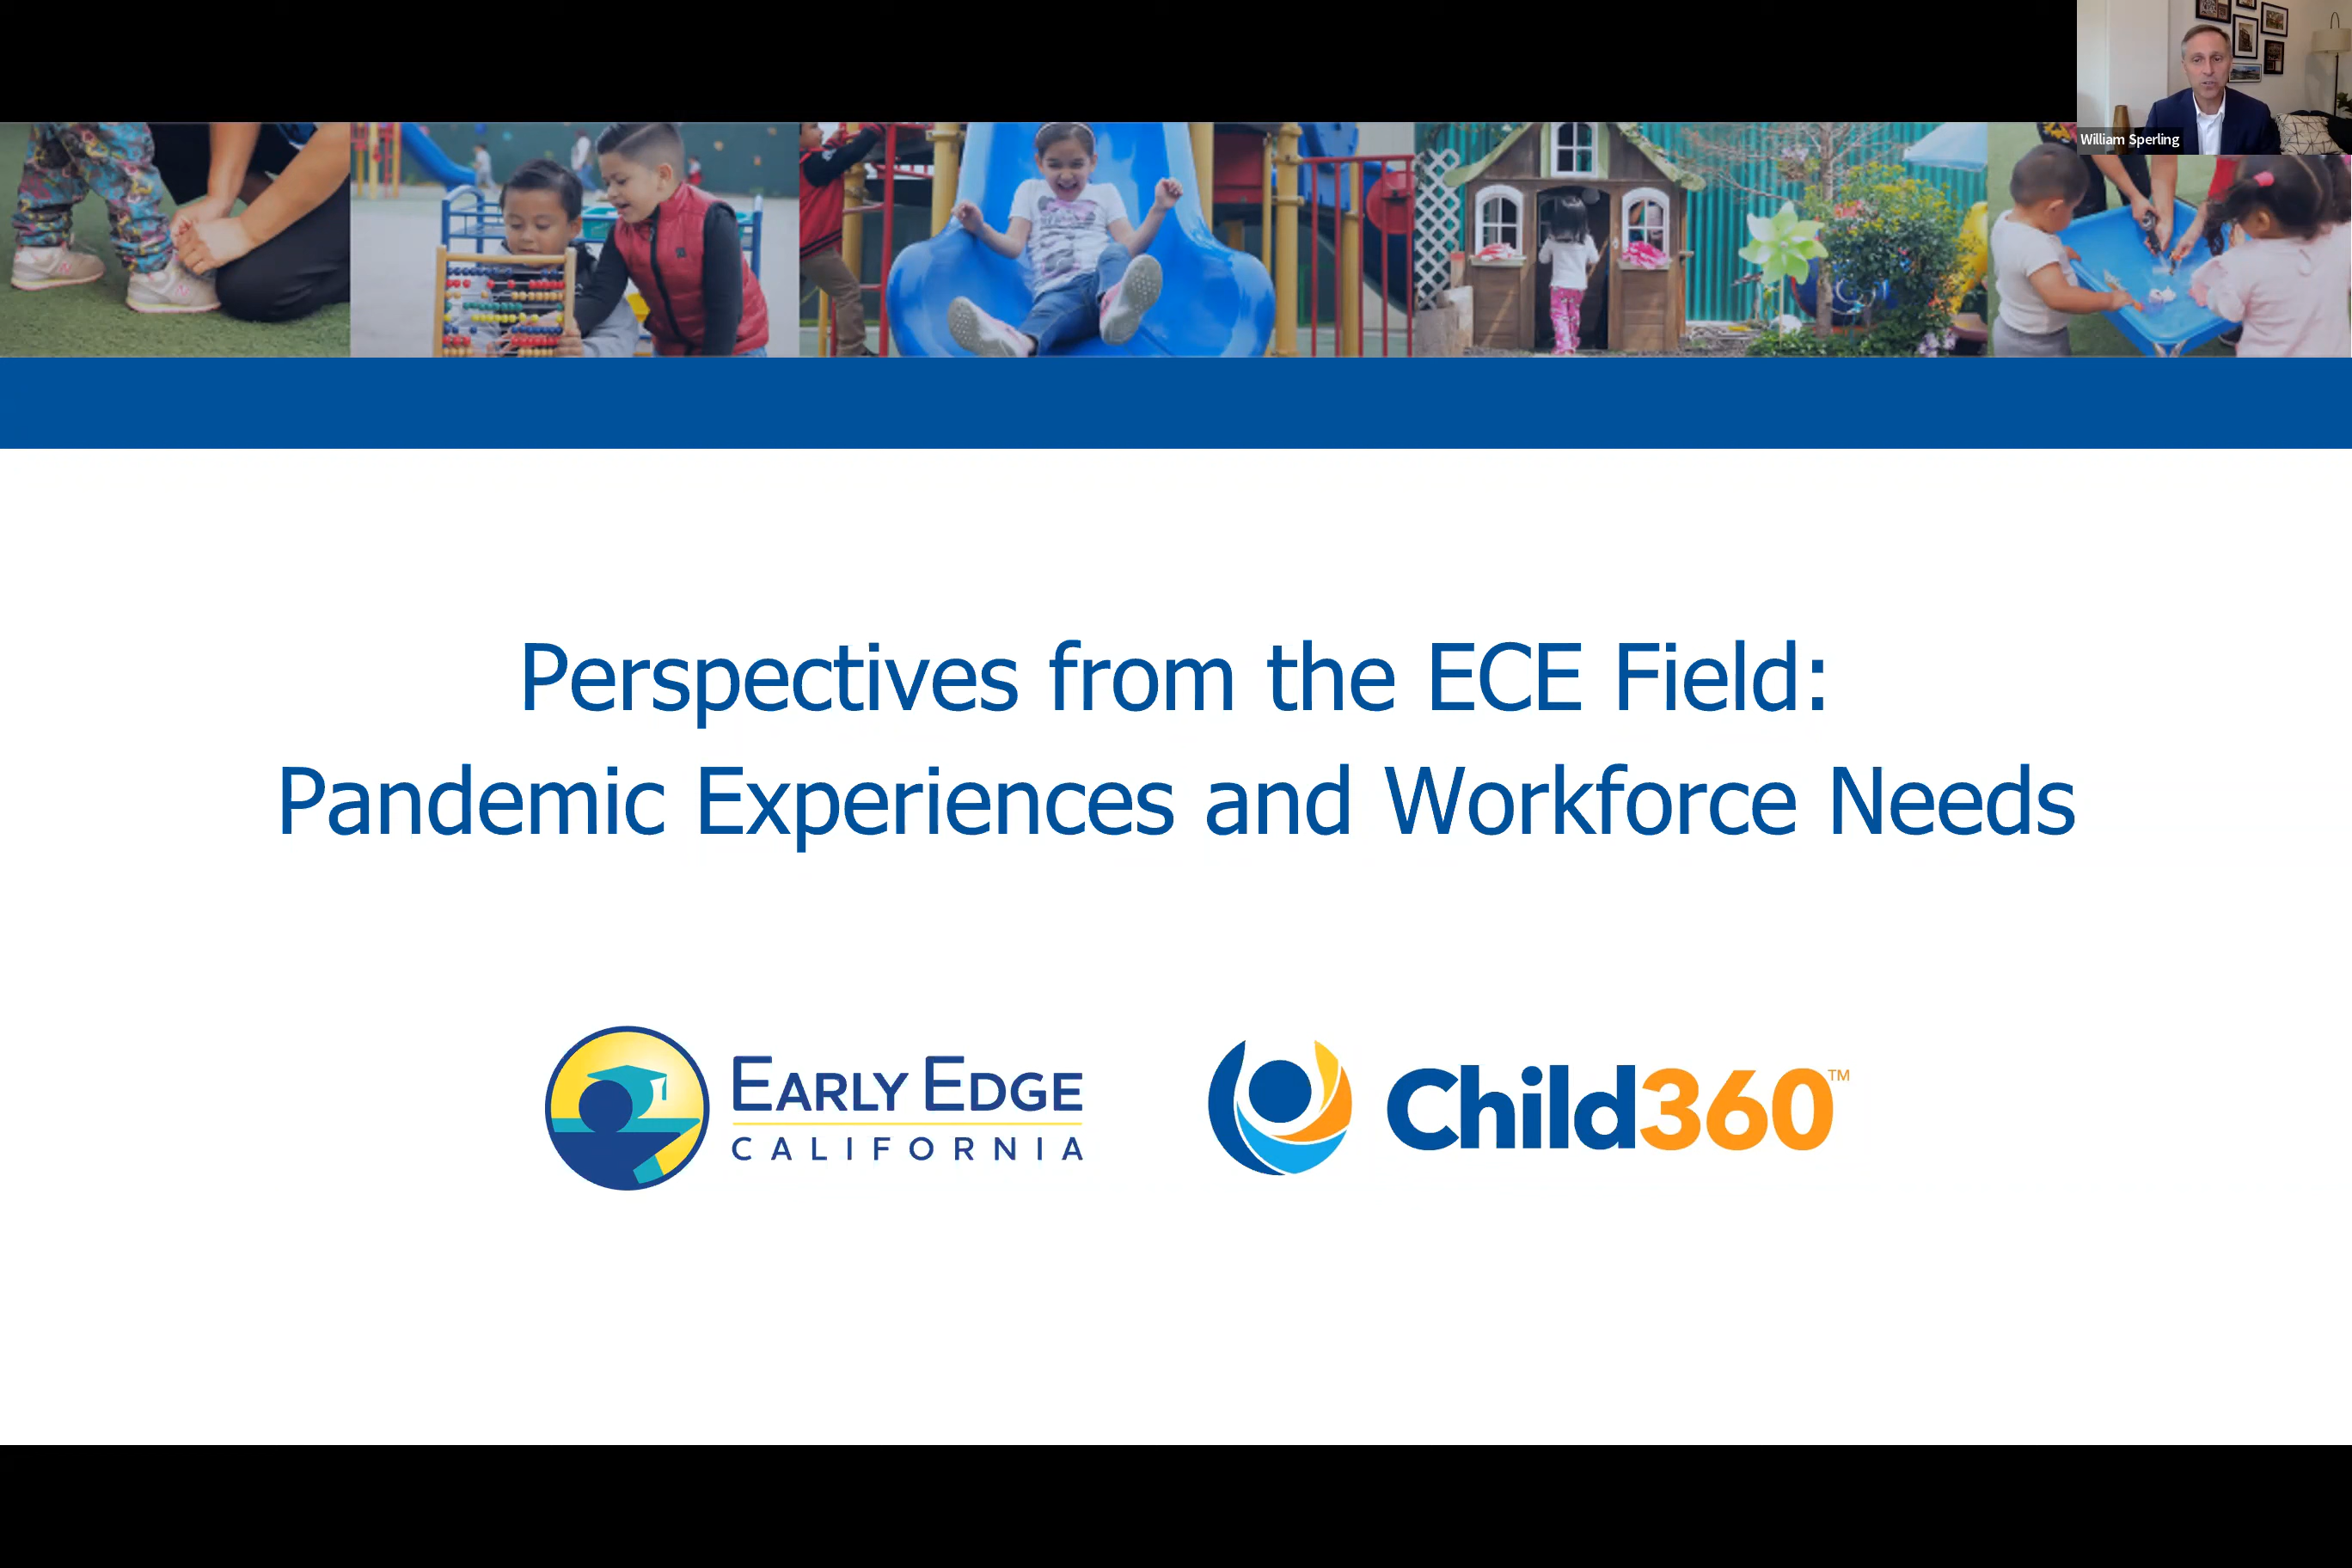 William Sperling
Perspectives from the ECE Field:
Pandemic Experiences and Workforce Needs
EARLY EDGE
CALIFORNIA
Child360™